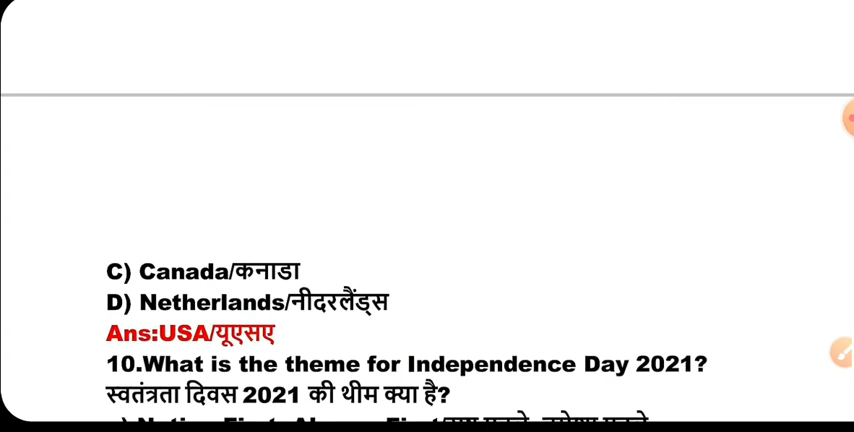 C) Canada/कनाडा
D) Netherlands/नीदरलैंड्स
Ans:USA/यूएसए
10.What is the theme for Independence Day 2021?
स्वतंत्रता दिवस 2021 की थीम क्या है?